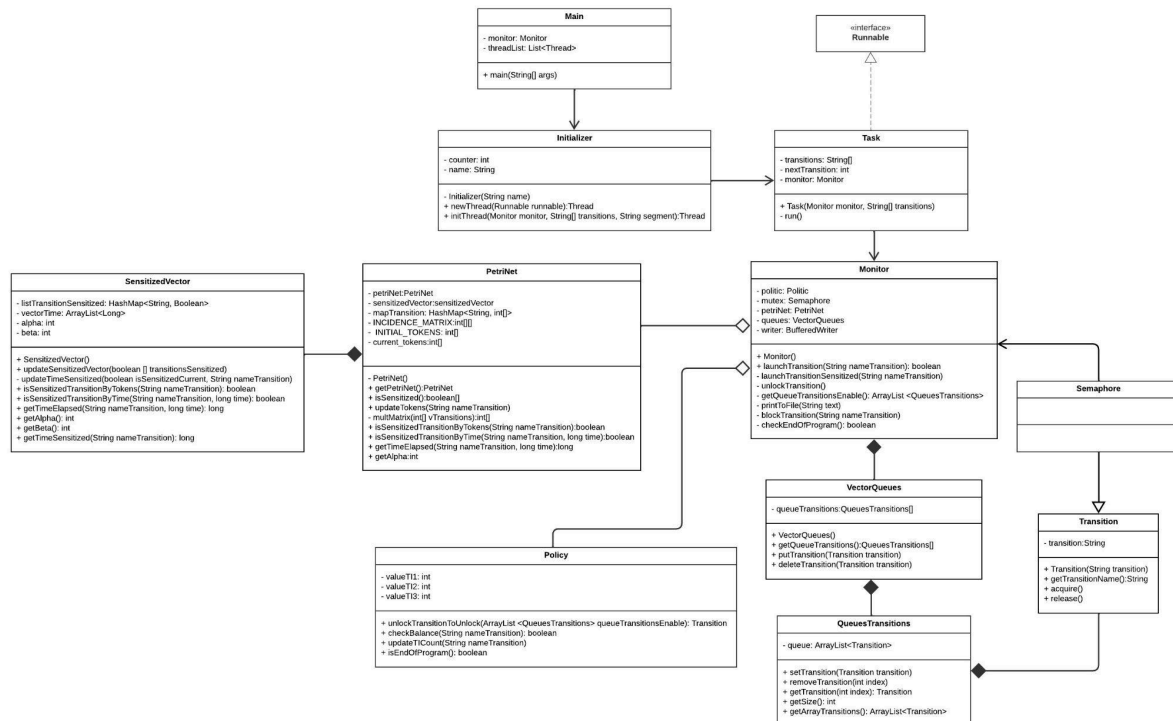 Main
- monitor: Monitor
- threadList: List<Thread>
+ main(String[] args)
«interface»
Runnable
Initializer
- counter: int
- name: String
- Initializer(String name)
+ newThread(Runnable runnable):Thread
+ initThread(Monitor monitor, String[] transitions, String segment):Thread
Task
- transitions: String[]
- nextTransition: int
- monitor: Monitor
+ Task(Monitor monitor, String[] transitions)
- run()
SensitizedVector
- listTransitionSensitized: HashMap<String, Boolean>
- vectorTime: ArrayList<Long>
- alpha: int
- beta: int
+ SensitizedVector()
+ updateSensitizedVector(boolean [] transitionsSensitized)
- updateTimeSensitized(boolean isSensitizedCurrent, String nameTransition)
+ isSensitizedTransitionByTokens(String nameTransition): boolean
+ isSensitizedTransitionByTime(String nameTransition, long time): boolean
+ getTimeElapsed(String nameTransition, long time): long
+ getAlpha(): int
+ getBeta(): int
+ getTimeSensitized(String nameTransition): long
PetriNet
- petriNet:PetriNet
- sensitizedVector:sensitizedVector
- mapTransition: HashMap<String, int[]>
- INCIDENCE_MATRIX:int[][]
- INITIAL_TOKENS: int[]
- current_tokens:int[]
- PetriNet()
+ getPetriNet():PetriNet
+ isSensitized():boolean[]
+ updateTokens(String nameTransition)
- multMatrix(int[] vTransitions):int[]
+ isSensitizedTransitionByTokens(String nameTransition):boolean
+ isSensitizedTransitionByTime(String nameTransition, long time):boolean
+ getTimeElapsed(String nameTransition, long time):long
+ getAlpha:int
Monitor
- politic: Politic
- mutex: Semaphore
- petriNet: PetriNet
- queues: VectorQueues
- writer: BufferedWriter
+ Monitor()
+ launchTransition(String nameTransition): boolean
- launchTransitionSensitized(String nameTransition)
- unlockTransition()
- getQueueTransitionsEnable(): ArrayList <QueuesTransitions>
- printToFile(String text)
- blockTransition(String nameTransition)
- checkEndOfProgram(): boolean
Semaphore
VectorQueues
- queueTransitions:QueuesTransitions[]
+ VectorQueues()
+ getQueueTransitions():QueuesTransitions[]
+ putTransition(Transition transition)
+ deleteTransition(Transition transition)
Transition
- transition:String
+ Transition(String transition)
+ getTransitionName():String
+ acquire()
+ release()
Policy
- valueTI1: int
- valueTI2: int
- valueTI3: int
+ unlockTransitionToUnlock(ArrayList <QueuesTransitions> queueTransitionsEnable): Transition
+ checkBalance(String nameTransition): boolean
+ updateTICount(String nameTransition)
+ isEndOfProgram(): boolean
QueuesTransitions
- queue: ArrayList<Transition>
+ setTransition(Transition transition)
+ removeTransition(int index)
+ getTransition(int index): Transition
+ getSize(): int
+ getArrayTransitions(): ArrayList<Transition>